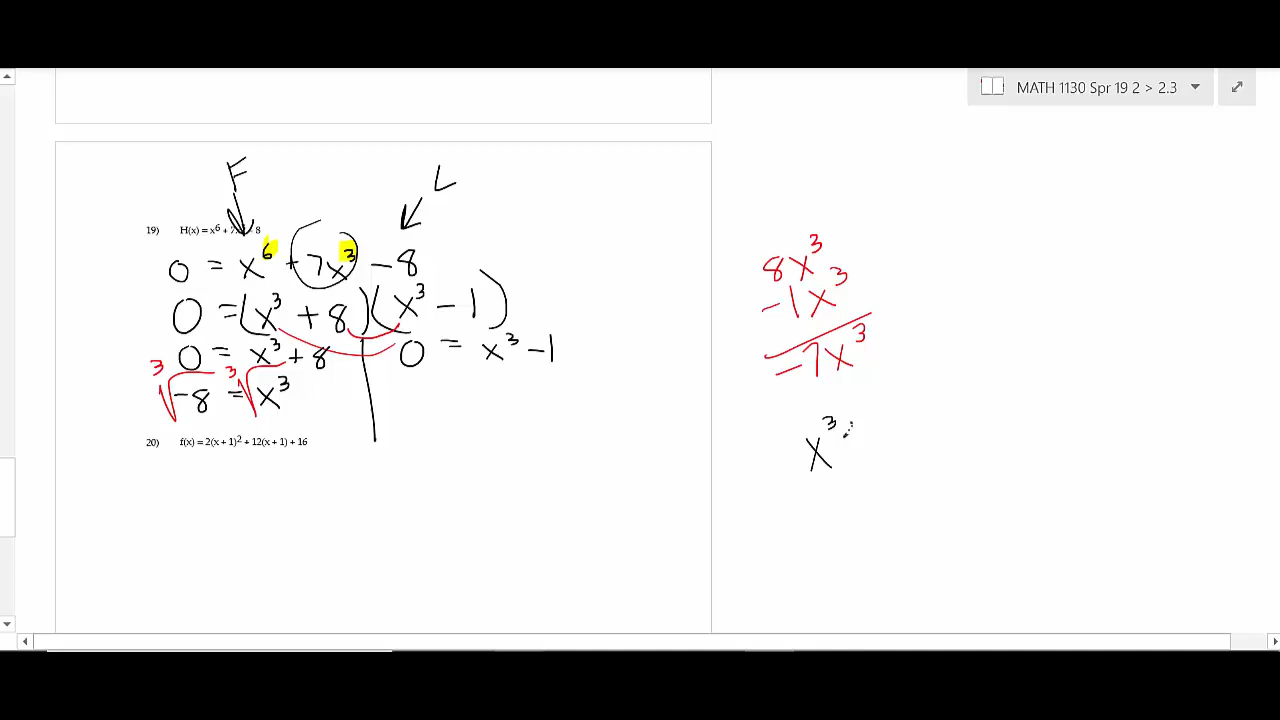 MATH 1130 Spr 19 2 > 2.3
F
L
19) H(x) = x⁶ + 7x 8
0 = x⁶ + 7x³ - 8
0 = (x³ + 8)(x³ - 1)
0 = x³ + 8 0 = x³ - 1
∛-8 = ∛x³
20) f(x) = 2(x + 1)² + 12(x + 1) + 16
8x³
-1x³
-7x³
x³